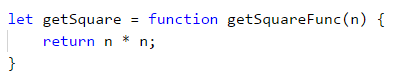 let getSquare = function getSquareFunc(n) {
    return n * n;
}